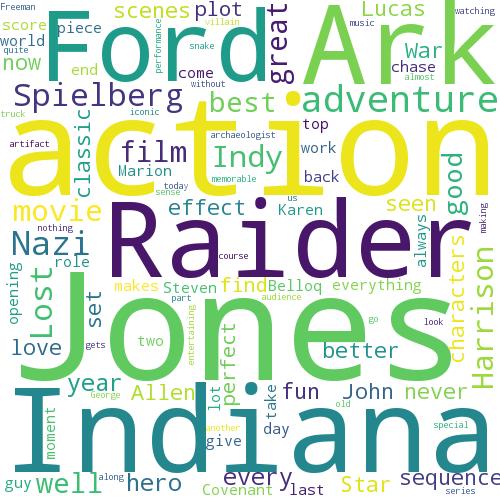 Freeman
villain
scenes
plot
Lucas
watching
score
performance
great
music
Ford
Ark
world
piece
War
quite
snake
almost
now
end
come
without
chase
Spielberg
best
adventure
truck
iconic
action
classic
archaeologist
top
artifact
film
Indy
work
good
Marion
memorable
back
today
sense
us
movie
effect
Karen
seen
making
nothing
Raider
always
Nazi
role
course
characters
Harrison
opening
Lost
set
makes
Steven
find
Belloq
everything
part
audience
Jones
go
look
love
gets
two
entertaining
perfect
better
year
Allen
lot
take
fun
John
never
George
old
moment
Indiana
another
give
day
special
guy
well
along
hero
every
Covenant
last
Star
sequence
series